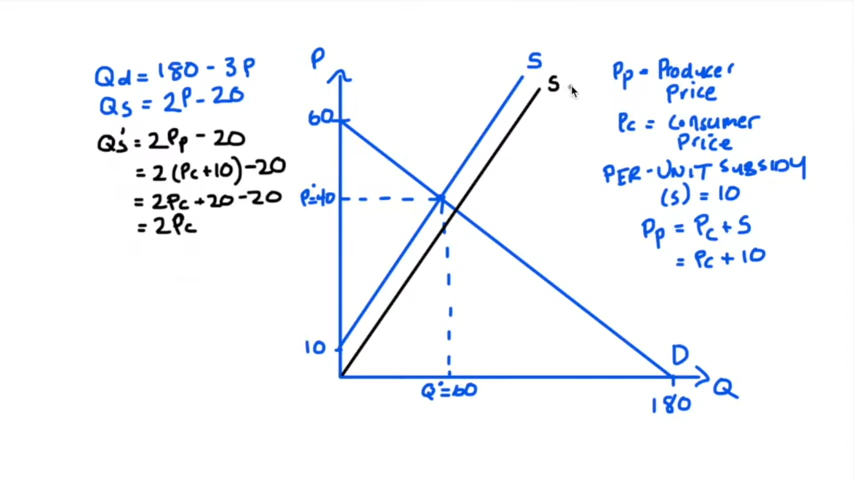 Qd = 180 - 3P
Qs = 2P - 20
Qs' = 2Pp - 20
= 2(Pc+10) - 20
= 2Pc + 20 - 20
= 2Pc
P
60
P*=40
10
S
S
D
Q*=60
180
Q
Pp = Producer
Price
Pc = Consumer
Price
PER-UNIT SUBSIDY
(s) = 10
Pp = Pc + S
= Pc + 10